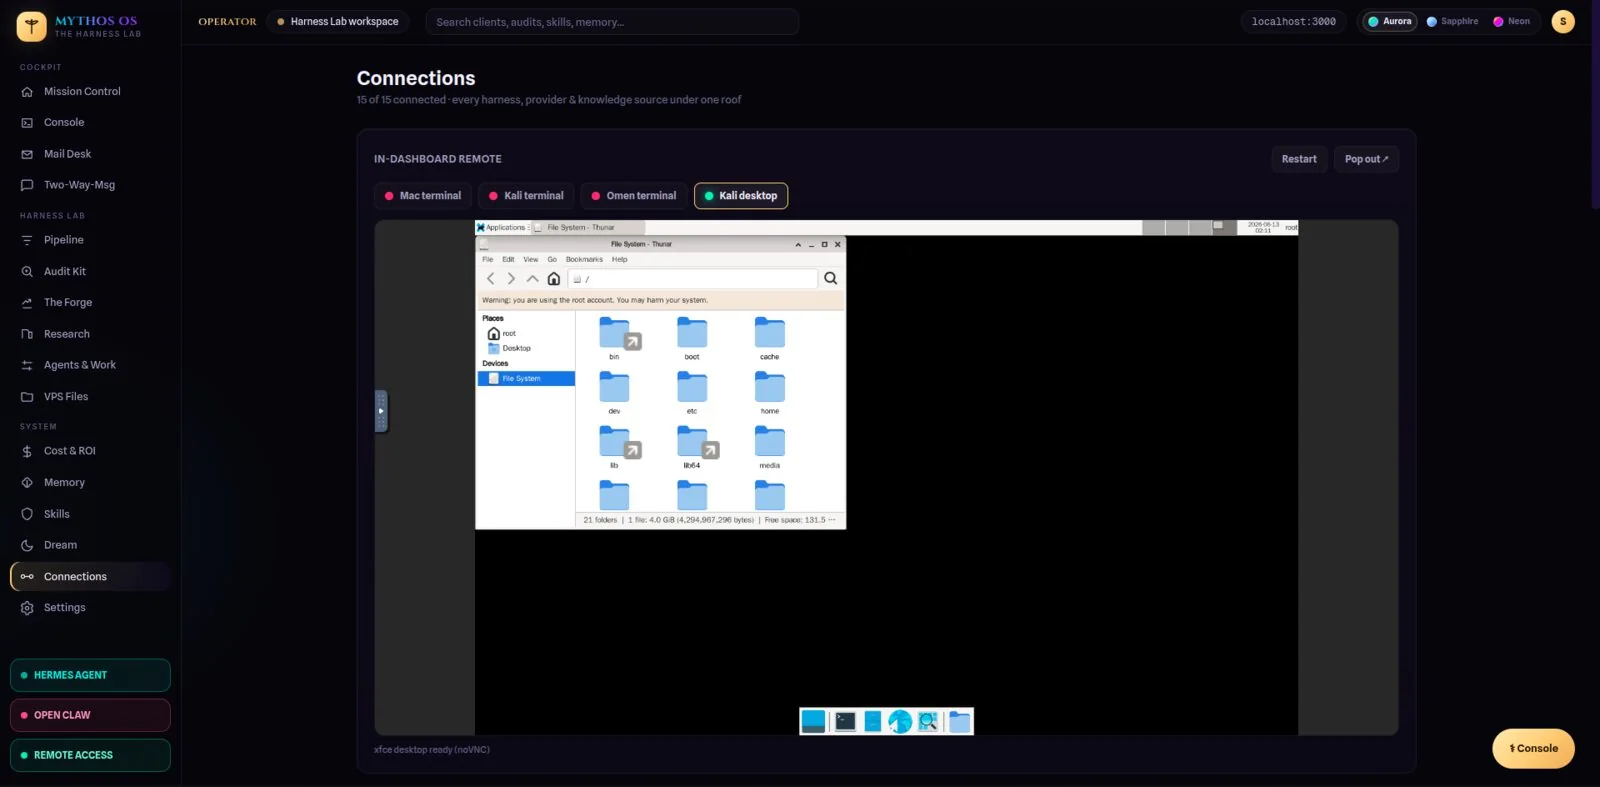 MYTHOS OS
THE HARNESS LAB
OPERATOR
Harness Lab workspace
Search clients, audits, skills, memory...
localhost:3000
Aurora
Sapphire
Neon
S
COCKPIT
Mission Control
Console
Mail Desk
Two-Way-Msg
HARNESS LAB
Pipeline
Audit Kit
The Forge
Research
Agents & Work
VPS Files
SYSTEM
Cost & ROI
Memory
Skills
Dream
Connections
Settings
HERMES AGENT
OPEN CLAW
REMOTE ACCESS
Connections
15 of 15 connected · every harness, provider & knowledge source under one roof
IN-DASHBOARD REMOTE
Restart
Pop out ↗
Mac terminal
Kali terminal
Omen terminal
Kali desktop
Applications
File System - Thunar
2026-06-13
02:11
root
File System - Thunar
File Edit View Go Bookmarks Help
/
Warning: you are using the root account. You may harm your system.
Places
root
Desktop
Devices
File System
bin
boot
cache
dev
etc
home
lib
lib64
media
21 folders | 1 file: 4.0 GiB (4,294,967,296 bytes) | Free space: 131.5 ···
xfce desktop ready (noVNC)
Console